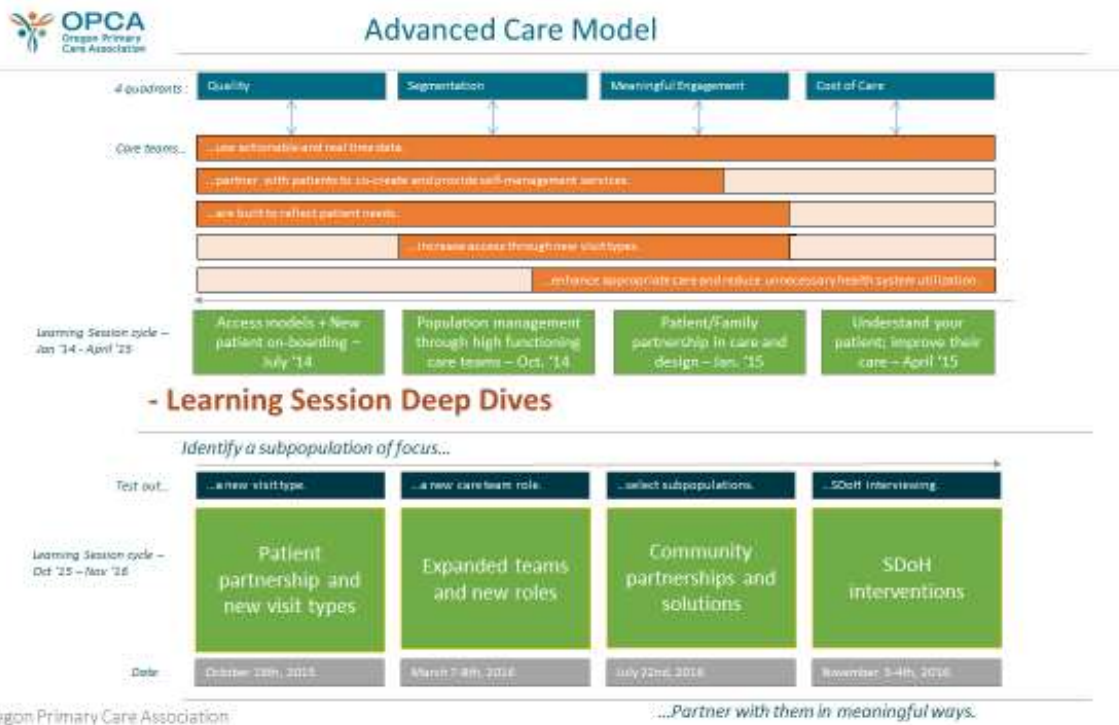 OPCA
Oregon Primary
Care Association
Advanced Care Model
4 quadrants :
Quality
Segmentation
Meaningful Engagement
Cost of Care
Care teams...
...use actionable and real time data.
...partner with patients to co-create and provide self-management services.
...are built to reflect patient needs.
...increase access through new visit types.
...enhance appropriate care and reduce unnecessary health system utilization.
Learning Session cycle –
Jan '14 - April '15
Access models + New
patient on-boarding –
July '14
Population management
through high functioning
care teams – Oct. '14
Patient/Family
partnership in care and
design – Jan. '15
Understand your
patient; improve their
care – April '15
- Learning Session Deep Dives
Identify a subpopulation of focus...
Test out...
...a new visit type.
...a new care team role.
...select subpopulations.
...SDoH interviewing.
Learning Session cycle –
Oct '15 – Nov '16
Patient
partnership and
new visit types
Expanded teams
and new roles
Community
partnerships and
solutions
SDoH
interventions
Date
October 2015
March 7-8th, 2016
July 22nd, 2016
November 3-4th, 2016
...Partner with them in meaningful ways.
egon Primary Care Association